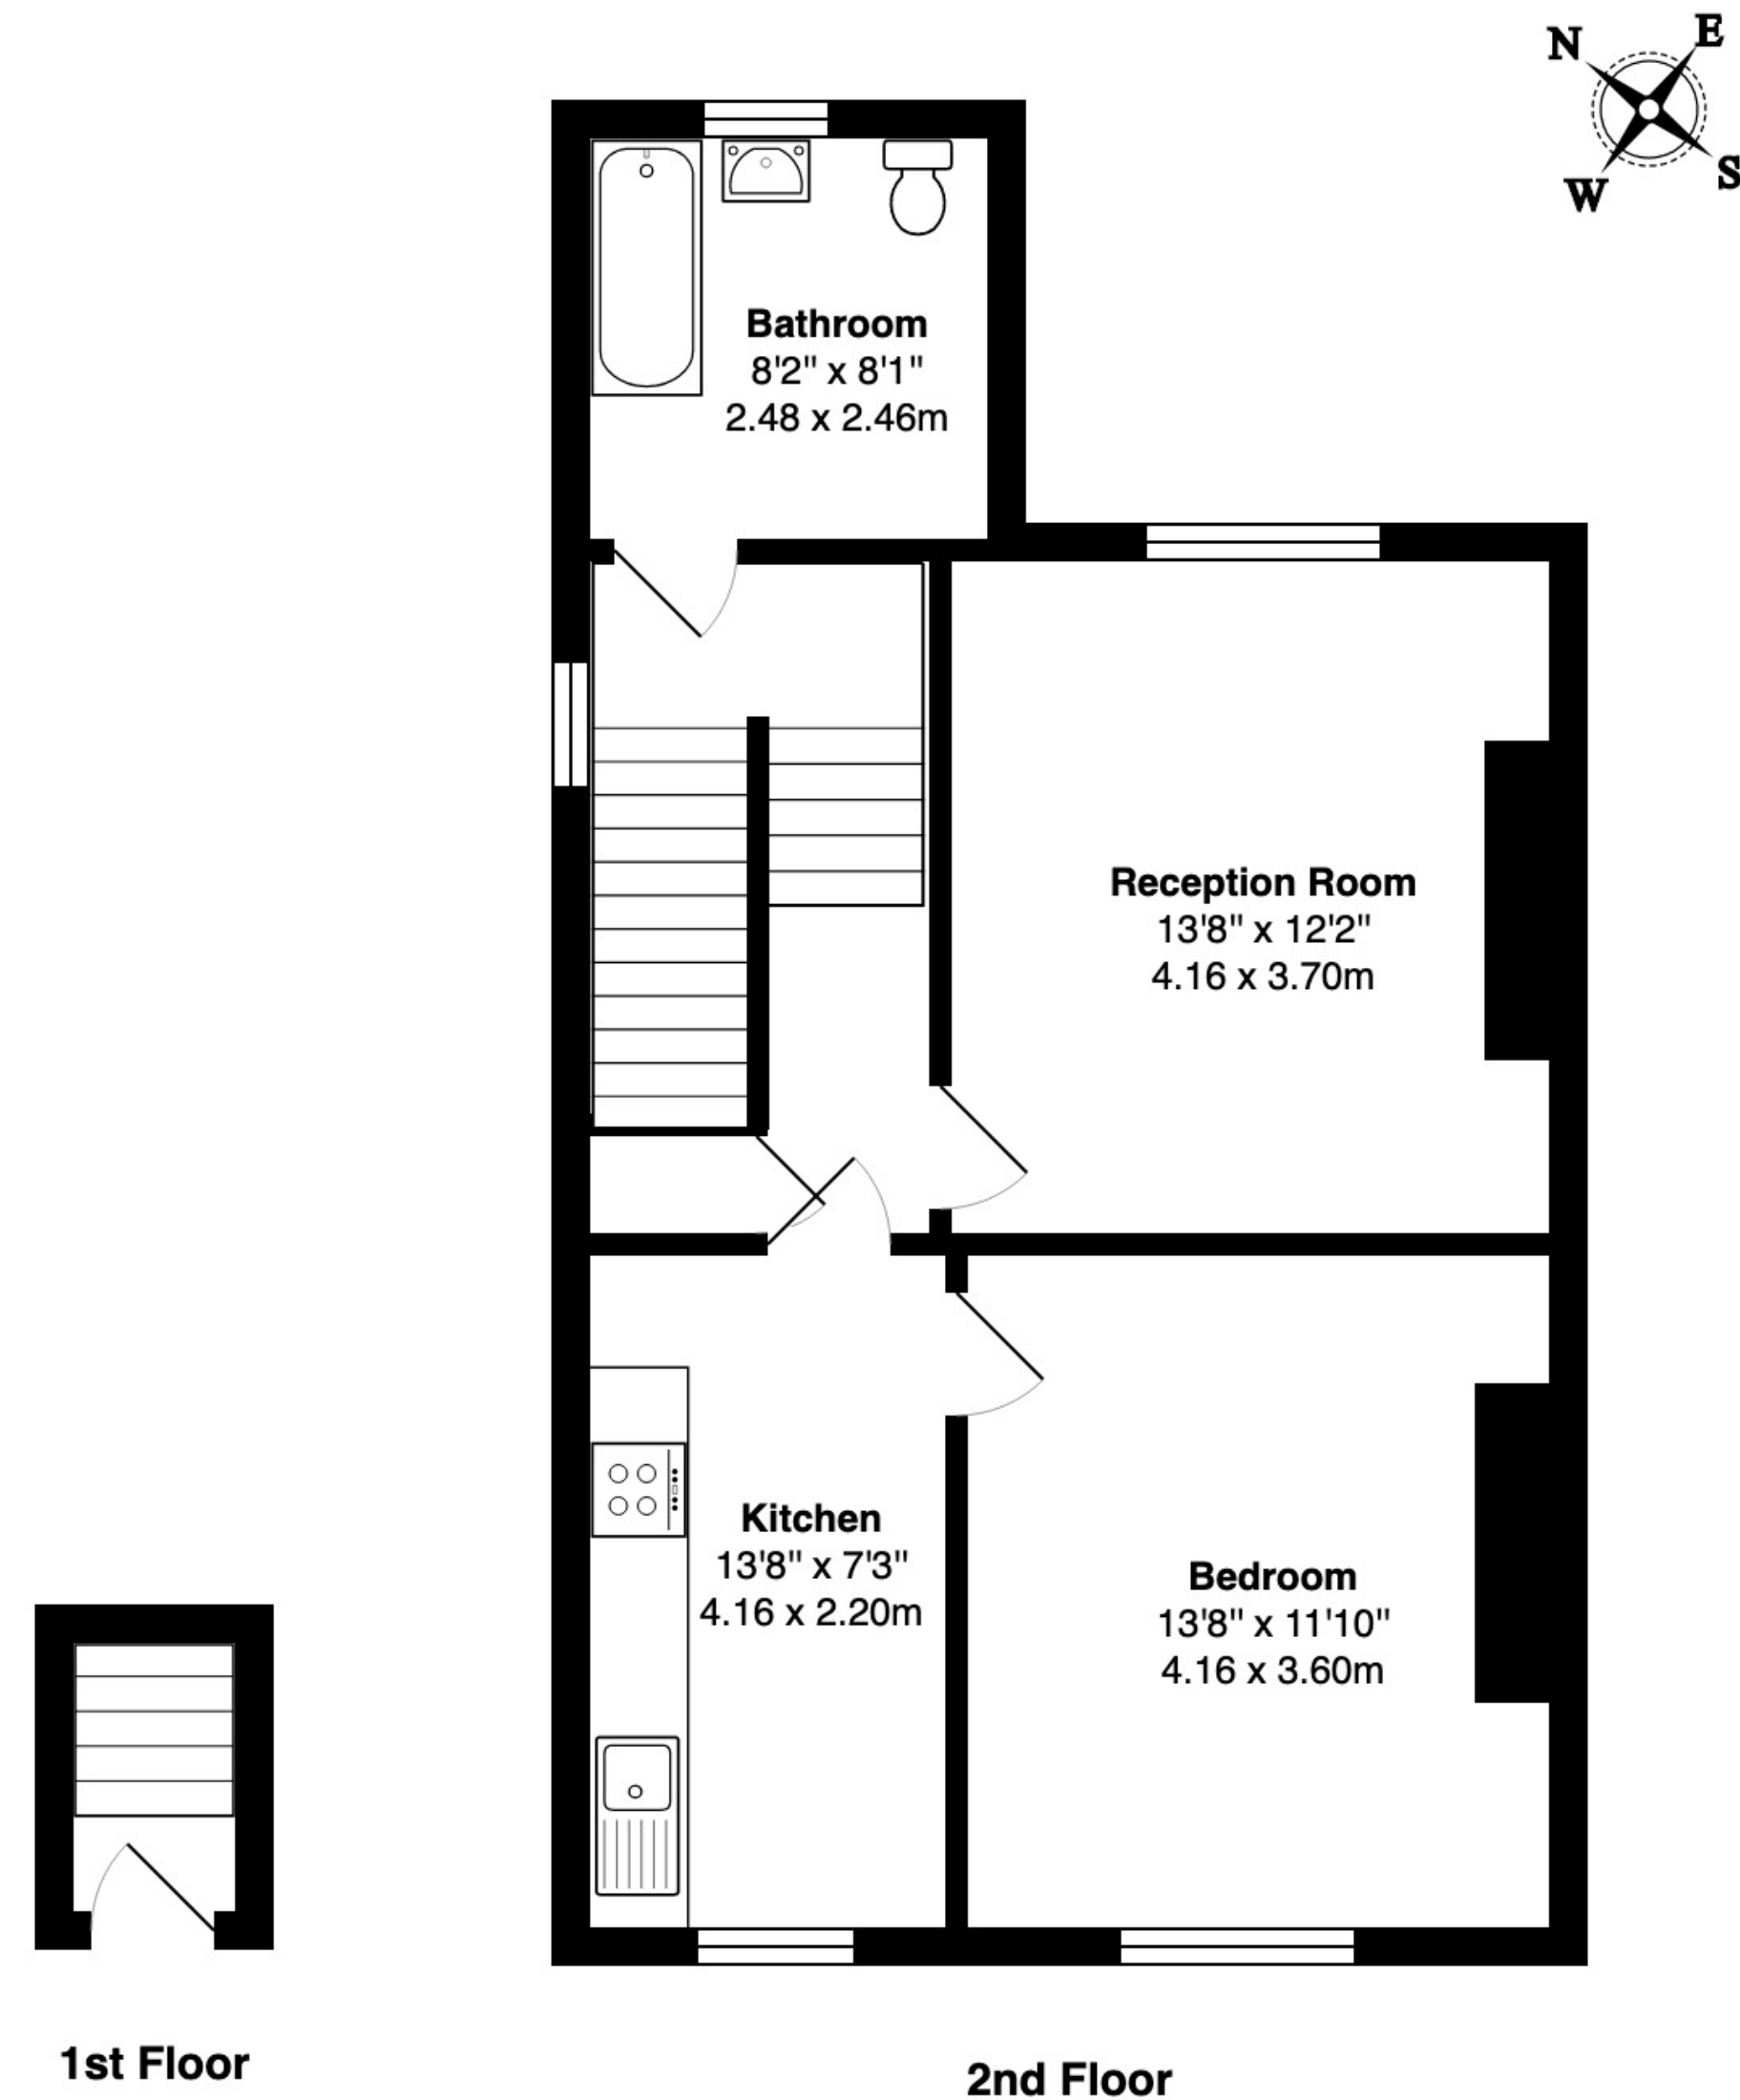 N
E
W
S
Bathroom
8'2" x 8'1"
2.48 x 2.46m
Reception Room
13'8" x 12'2"
4.16 x 3.70m
Kitchen
13'8" x 7'3"
4.16 x 2.20m
Bedroom
13'8" x 11'10"
4.16 x 3.60m
1st Floor
2nd Floor